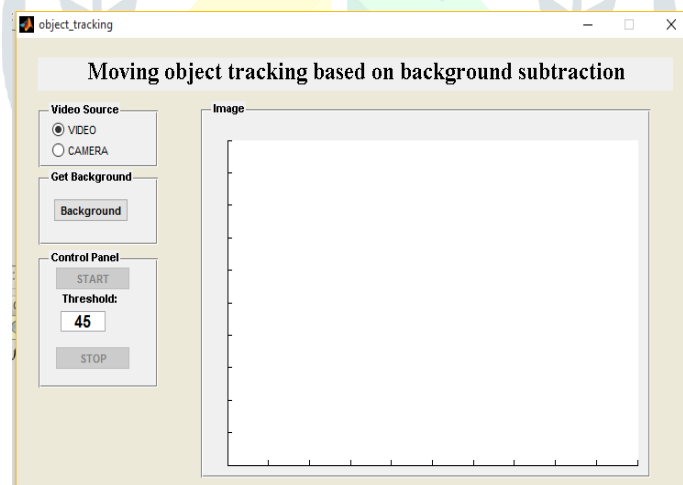 object_tracking
Moving object tracking based on background subtraction
Video Source
VIDEO
CAMERA
Get Background
Background
Control Panel
START
Threshold:
45
STOP
Image